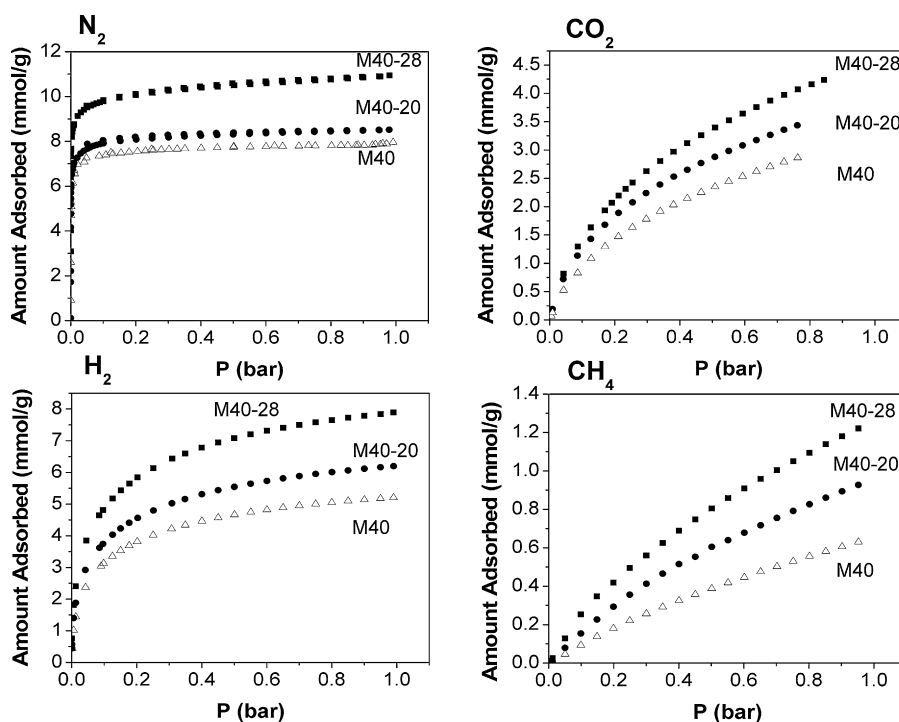 N2
Amount Adsorbed (mmol/g)
12
10
8
6
4
2
0
M40-28
M40-20
M40
0.0 0.2 0.4 0.6 0.8 1.0
P (bar)
CO2
Amount Adsorbed (mmol/g)
4.5
4.0
3.5
3.0
2.5
2.0
1.5
1.0
0.5
0.0
M40-28
M40-20
M40
0.0 0.2 0.4 0.6 0.8 1.0
P (bar)
H2
Amount Adsorbed (mmol/g)
8
7
6
5
4
3
2
1
0
M40-28
M40-20
M40
0.0 0.2 0.4 0.6 0.8 1.0
P (bar)
CH4
Amount Adsorbed (mmol/g)
1.4
1.2
1.0
0.8
0.6
0.4
0.2
0.0
M40-28
M40-20
M40
0.0 0.2 0.4 0.6 0.8 1.0
P (bar)